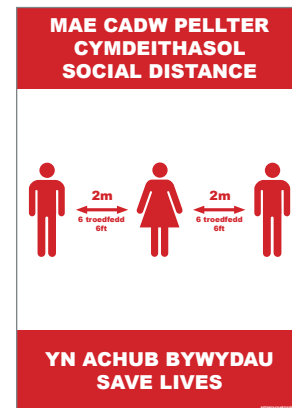 MAE CADW PELLTER
CYMDEITHASOL
SOCIAL DISTANCE
2m
6 troedfedd
6ft
2m
6 troedfedd
6ft
YN ACHUB BYWYDAU
SAVE LIVES